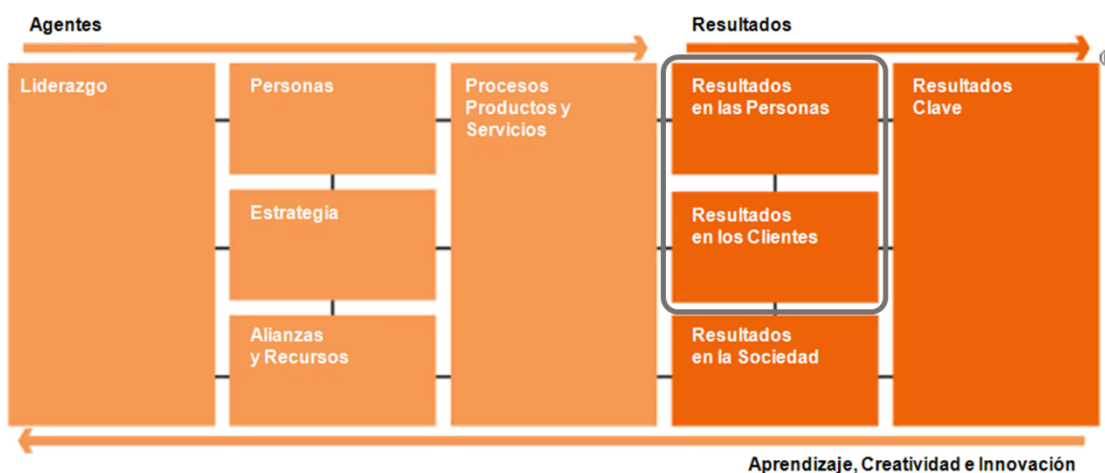 Agentes
Resultados
Liderazgo
Personas
Procesos
Productos y
Servicios
Resultados
en las Personas
Resultados
Clave
Estrategia
Resultados
en los Clientes
Alianzas
y Recursos
Resultados
en la Sociedad
Aprendizaje, Creatividad e Innovación